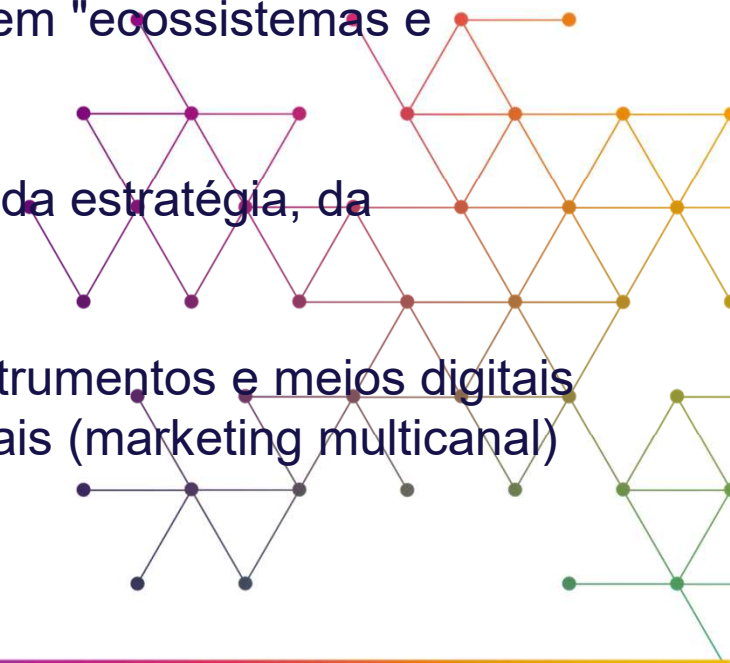 em "ecossistemas e
da estratégia, da
trumentos e meios digitais
ais (marketing multicanal)